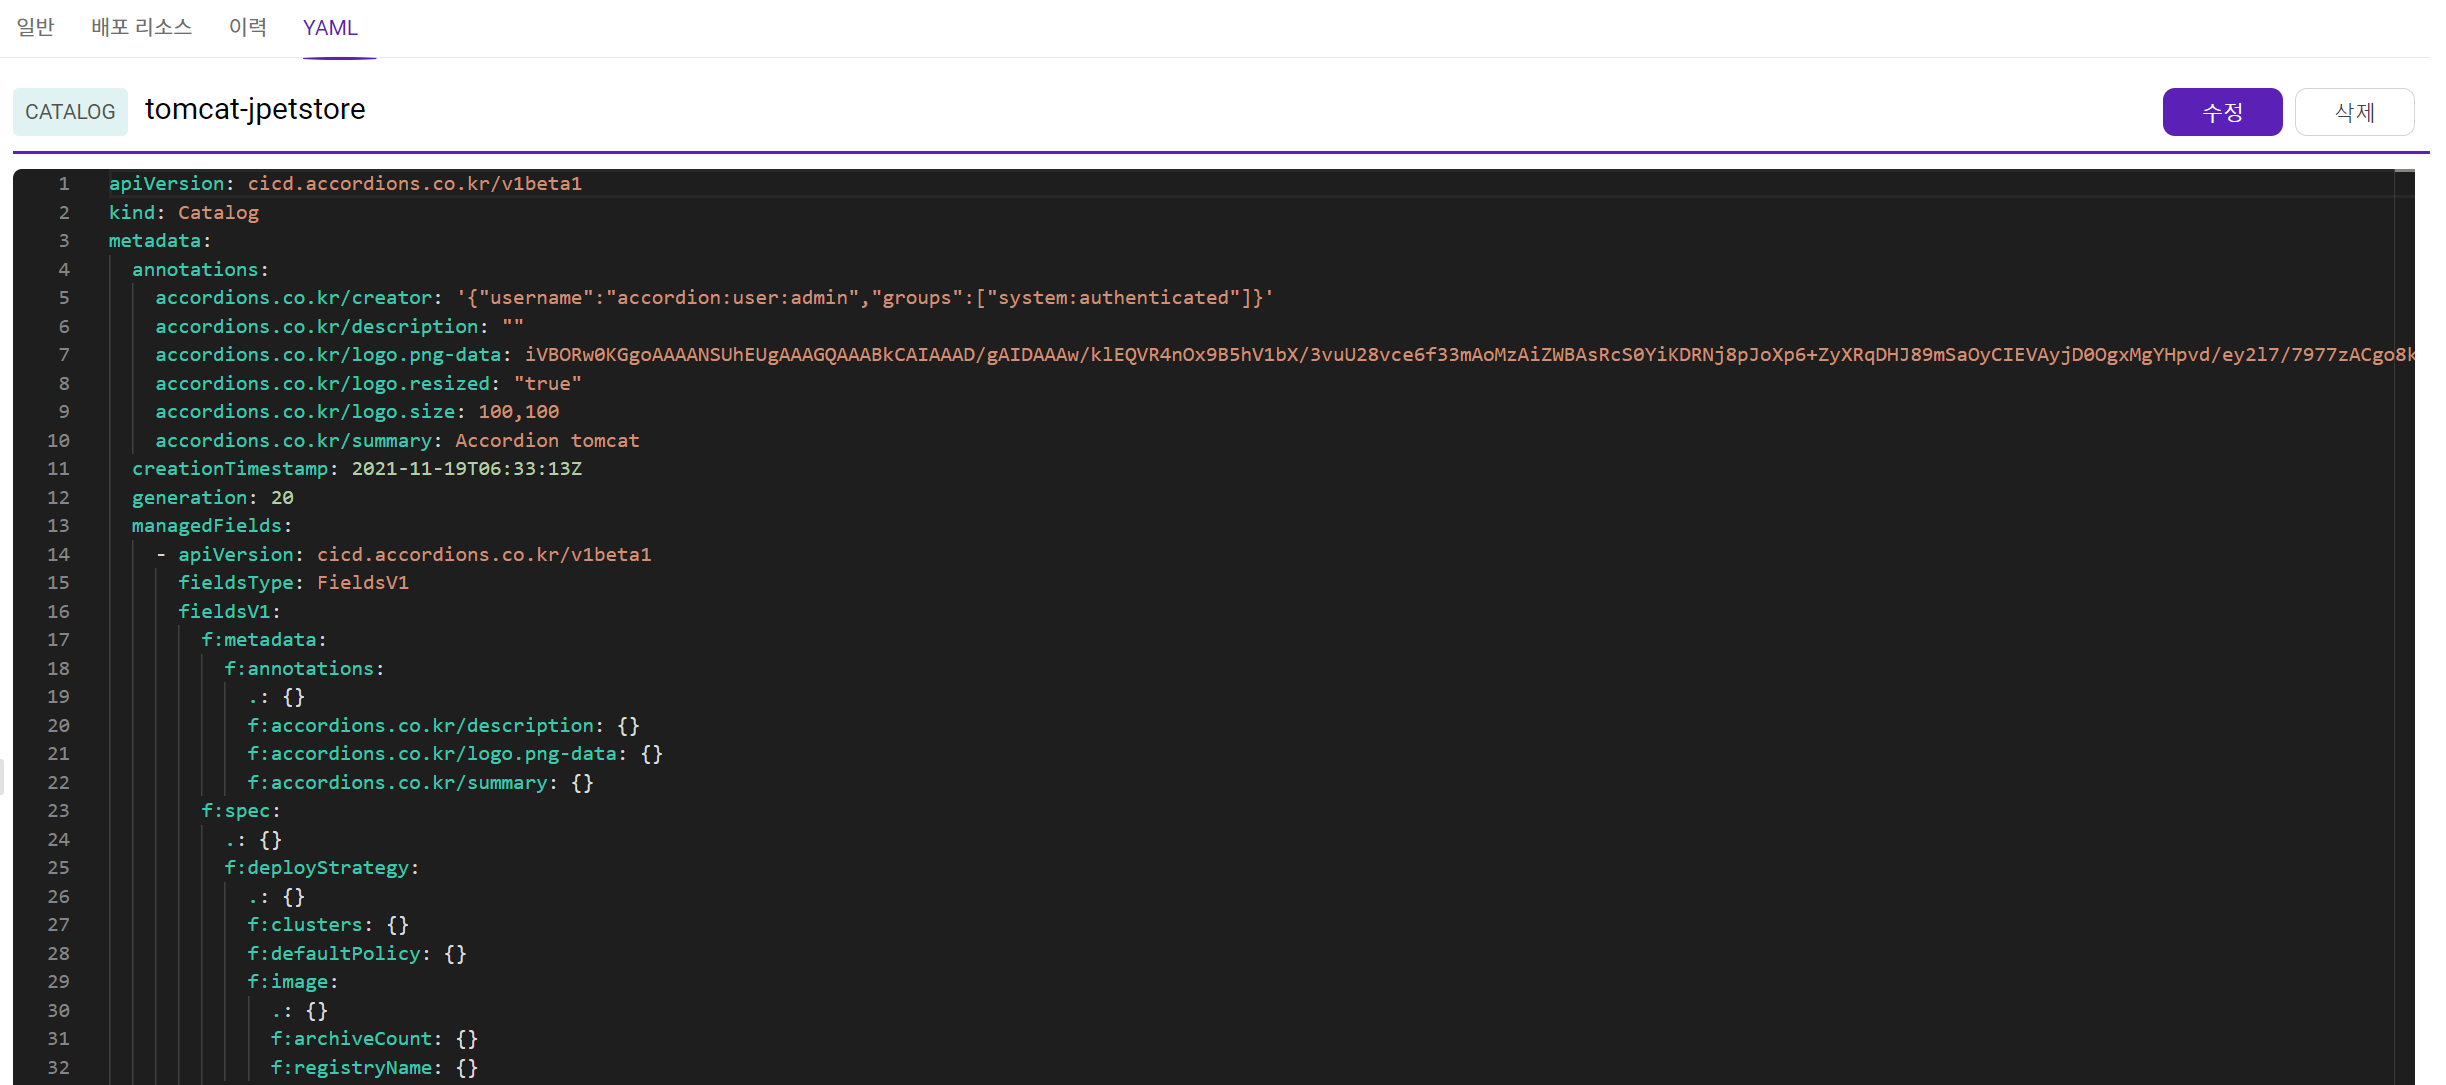 일반 배포 리소스 이력 YAML
CATALOG tomcat-jpetstore 수정 삭제
1 apiVersion: cicd.accordions.co.kr/v1beta1
2 kind: Catalog
3 metadata:
4 annotations:
5 accordions.co.kr/creator: '{"username":"accordion:user:admin","groups":["system:authenticated"]}'
6 accordions.co.kr/description: ""
7 accordions.co.kr/logo.png-data: iVBORw0KGgoAAAANSUhEUgAAAGQAAABkCAIAAAD/gAIDAAAw/klEQVR4nOx9B5hV1bX/3vuU28vce6f33mAoMzAiZWBAsRcS0YiKDRNj8pJoXp6+ZyXRqDHJ89mSaOyCIEVAyjD0OgxMgYHpvd/ey2l7/7977zACgo8k
8 accordions.co.kr/logo.resized: "true"
9 accordions.co.kr/logo.size: 100,100
10 accordions.co.kr/summary: Accordion tomcat
11 creationTimestamp: 2021-11-19T06:33:13Z
12 generation: 20
13 managedFields:
14 - apiVersion: cicd.accordions.co.kr/v1beta1
15 fieldsType: FieldsV1
16 fieldsV1:
17 f:metadata:
18 f:annotations:
19 .: {}
20 f:accordions.co.kr/description: {}
21 f:accordions.co.kr/logo.png-data: {}
22 f:accordions.co.kr/summary: {}
23 f:spec:
24 .: {}
25 f:deployStrategy:
26 .: {}
27 f:clusters: {}
28 f:defaultPolicy: {}
29 f:image:
30 .: {}
31 f:archiveCount: {}
32 f:registryName: {}